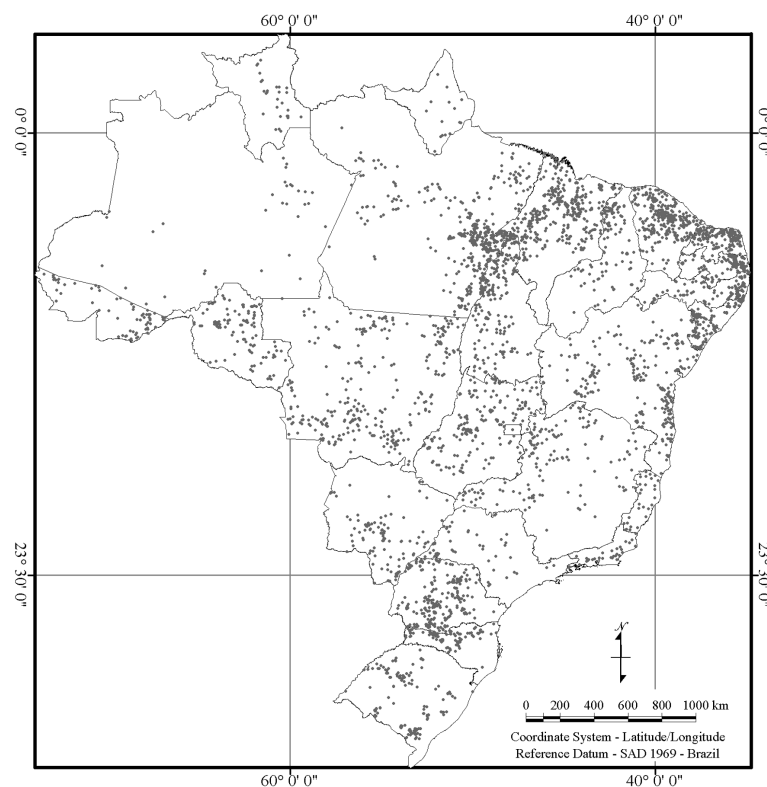 60° 0' 0"
40° 0' 0"
0° 0' 0"
0° 0' 0"
23° 30' 0"
23° 30' 0"
N
0 200 400 600 800 1000 km
Coordinate System - Latitude/Longitude
Reference Datum - SAD 1969 - Brazil
60° 0' 0"
40° 0' 0"